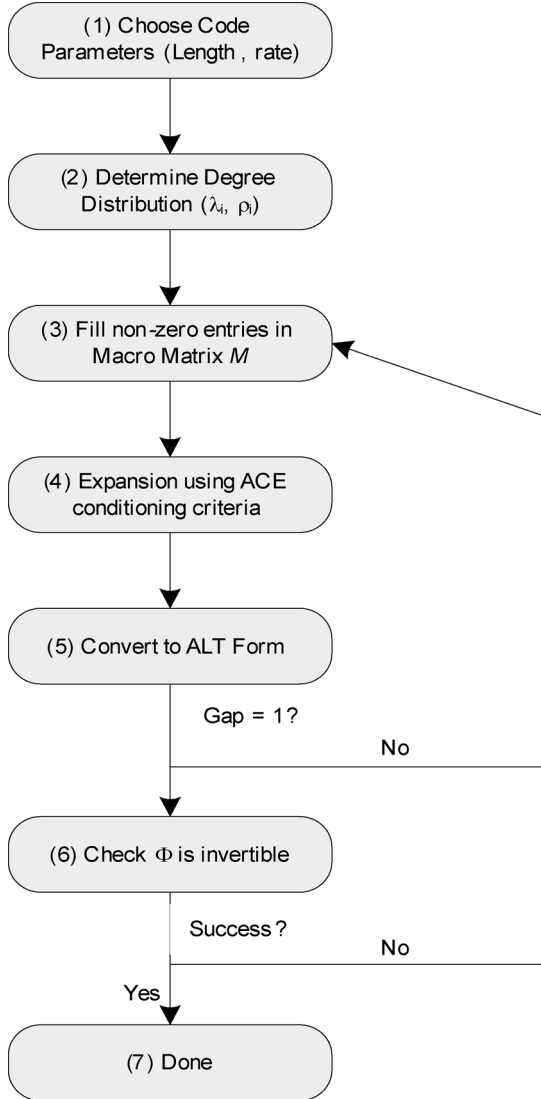 (1) Choose Code
Parameters (Length , rate)
(2) Determine Degree
Distribution (λᵢ, ρᵢ)
(3) Fill non-zero entries in
Macro Matrix M
(4) Expansion using ACE
conditioning criteria
(5) Convert to ALT Form
Gap = 1?
No
(6) Check Φ is invertible
Success?
No
Yes
(7) Done